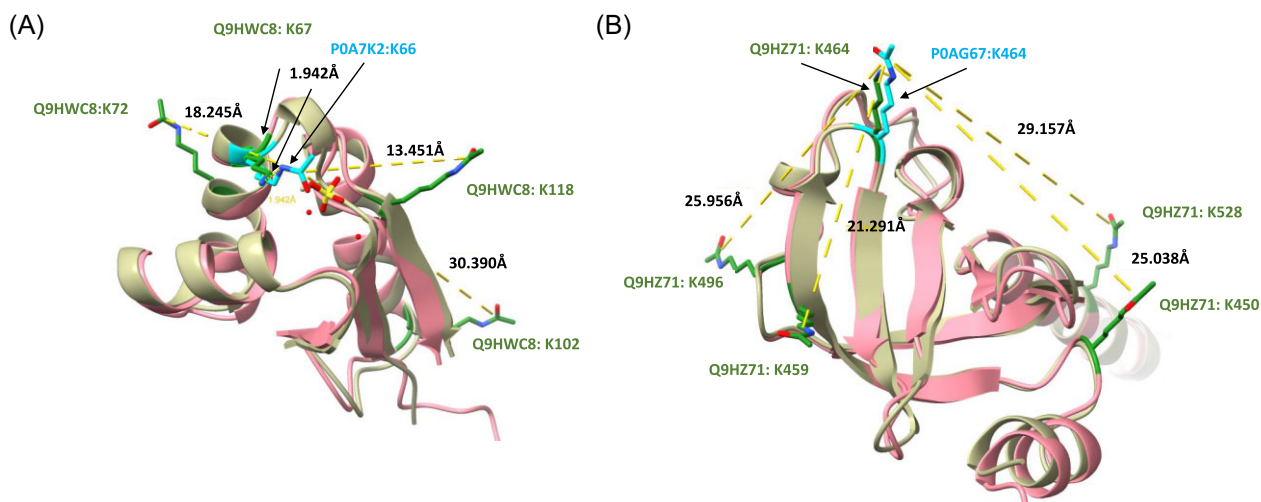 (A)
Q9HWC8: K67
P0A7K2:K66
1.942Å
Q9HWC8:K72
18.245Å
13.451Å
Q9HWC8: K118
1.942Å
30.390Å
Q9HWC8: K102
(B)
Q9HZ71: K464
P0AG67:K464
29.157Å
25.956Å
21.291Å
Q9HZ71: K528
25.038Å
Q9HZ71: K496
Q9HZ71: K450
Q9HZ71: K459